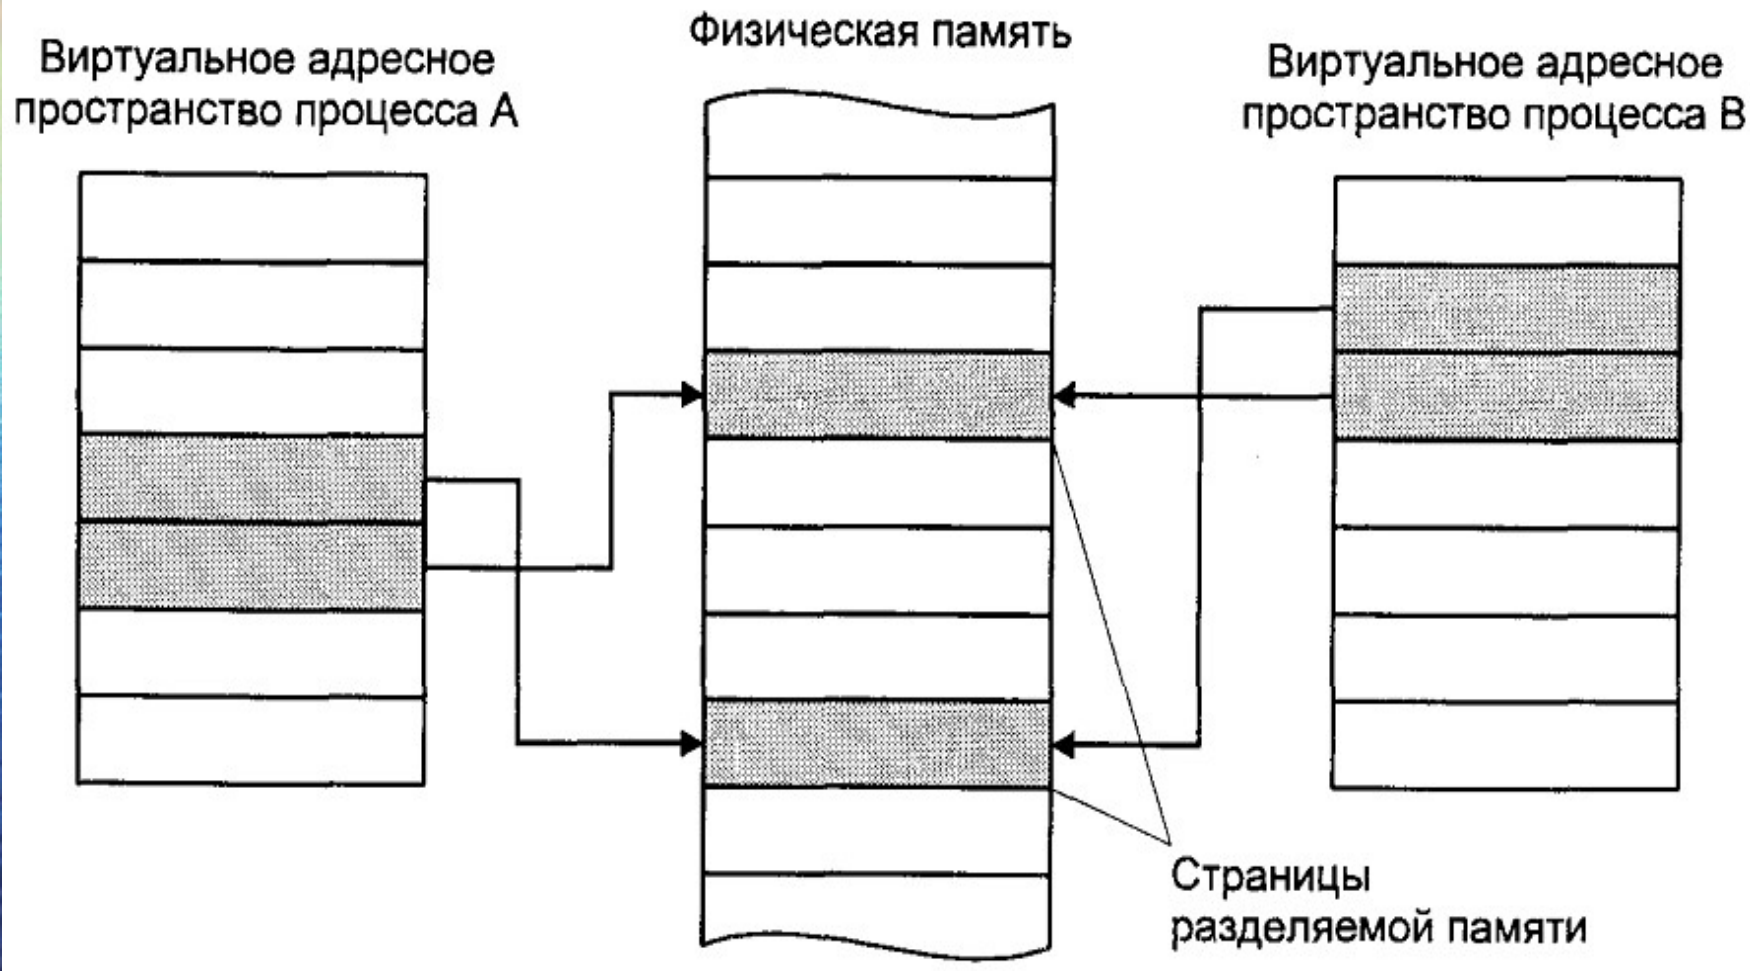 Виртуальное адресное
пространство процесса А
Физическая память
Виртуальное адресное
пространство процесса В
Страницы
разделяемой памяти